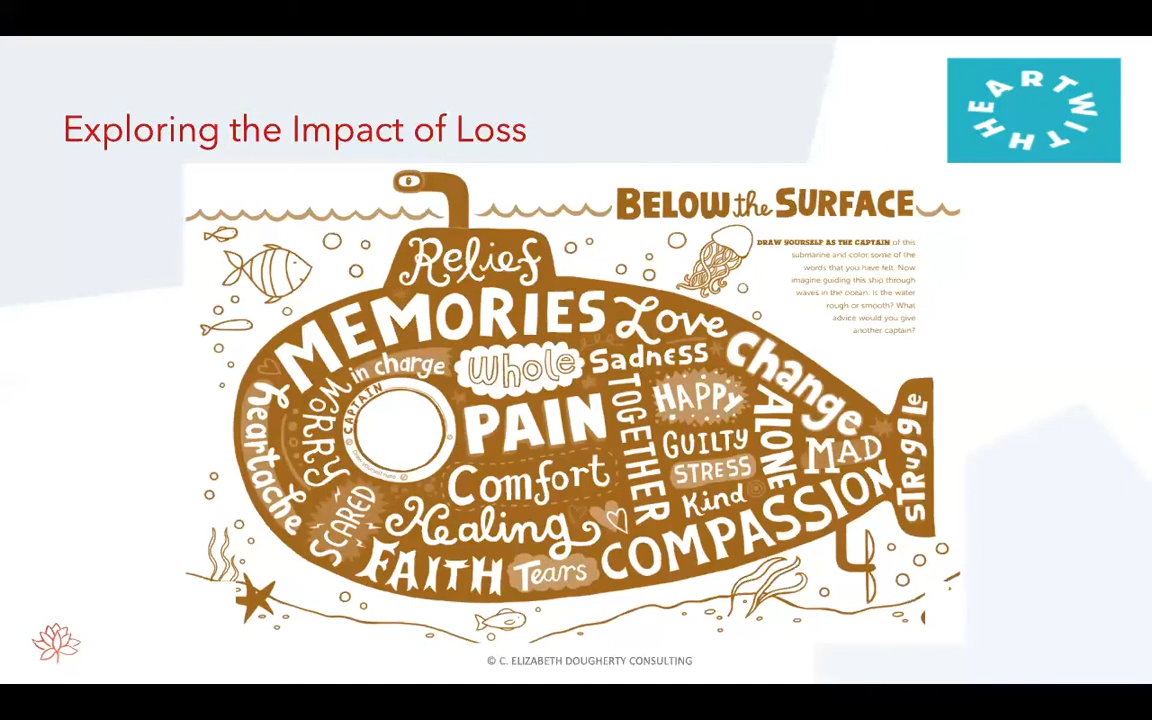 Exploring the Impact of Loss
HEARTWITH
BELOW the SURFACE
DRAW YOURSELF AS THE CAPTAIN of this
submarine and color some of the
words that you have felt. Now
imagine guiding this ship through
waves in the ocean. Is the water
rough or smooth? What
advice would you give
another captain?
Relief
MEMORIES
Love
change
in charge
Whole
Sadness
heartache
WORRY
CAPTAIN
Draw yourself here
PAIN
TOGETHER
HAPPY
GUILTY
STRESS
Kind
ALONE
MAD
STRUGGLE
SCARED
Comfort
Healing
FAITH
Tears
COMPASSION
© C. ELIZABETH DOUGHERTY CONSULTING